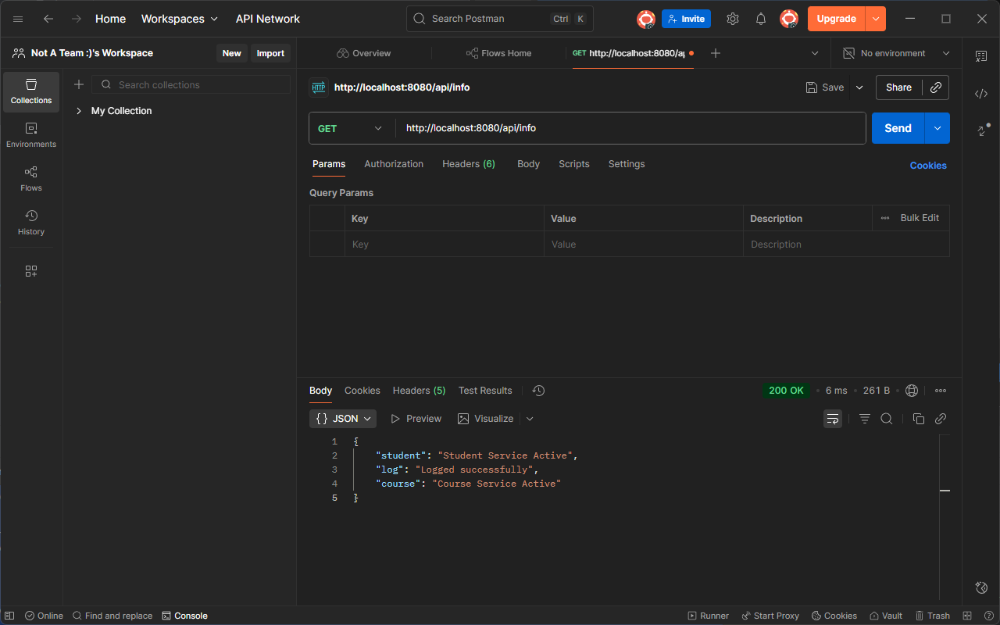 Home Workspaces API Network Search Postman Ctrl K Invite Upgrade
Not A Team :)'s Workspace New Import Overview Flows Home GET http://localhost:8080/ap No environment
Collections
Environments
Flows
History
Search collections
My Collection
HTTP http://localhost:8080/api/info Save Share
GET http://localhost:8080/api/info Send
Params Authorization Headers (6) Body Scripts Settings Cookies
Query Params
Key Value Description Bulk Edit
Key Value Description
Body Cookies Headers (5) Test Results 200 OK 6 ms 261 B
{} JSON Preview Visualize
1 {
2 "student": "Student Service Active",
3 "log": "Logged successfully",
4 "course": "Course Service Active"
5 }
Online Find and replace Console Runner Start Proxy Cookies Vault Trash